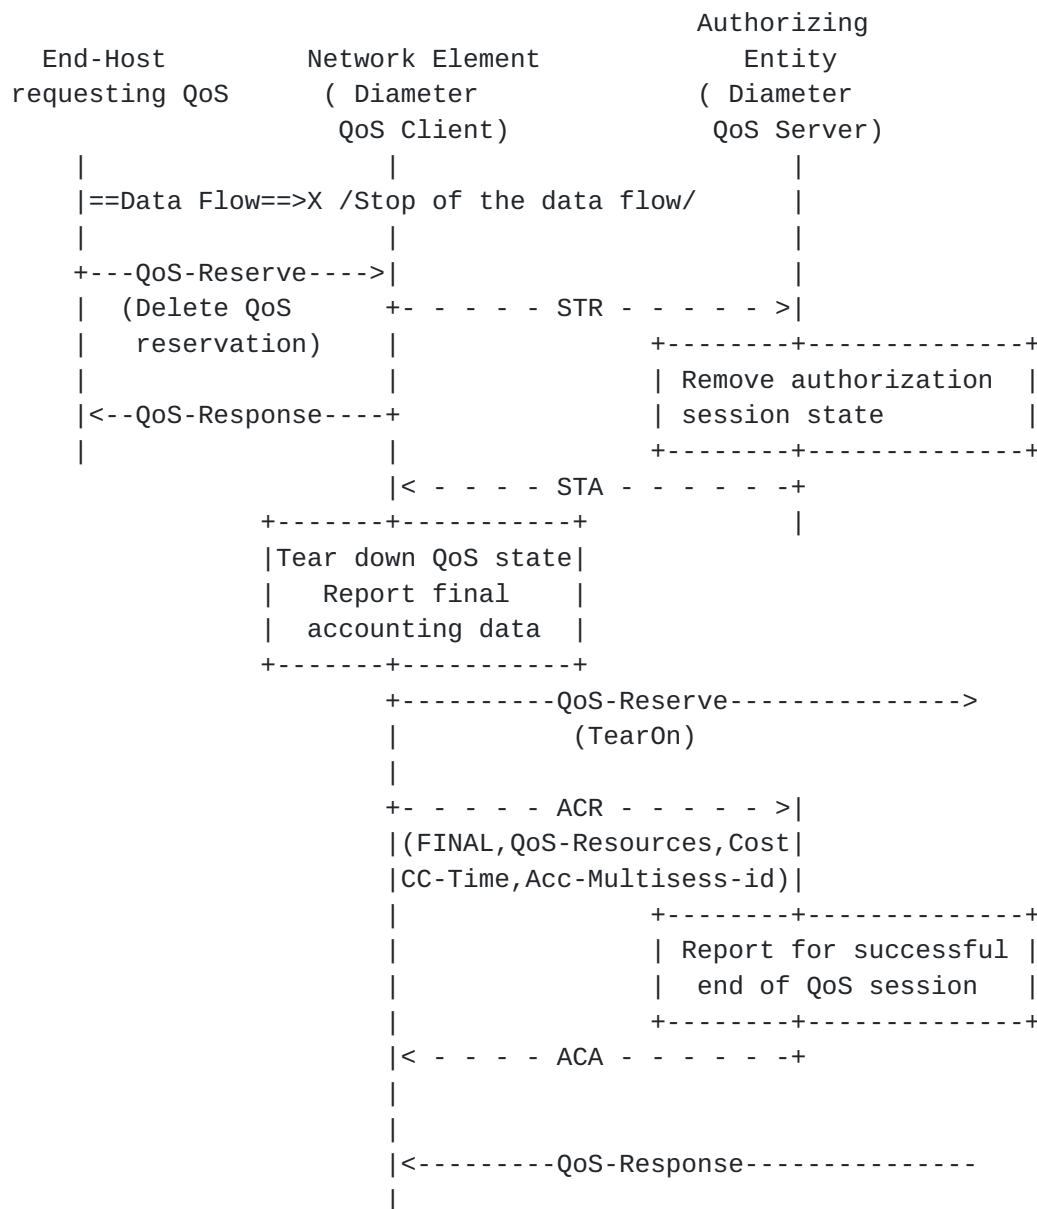 Authorizing
  End-Host         Network Element             Entity
requesting QoS      ( Diameter              ( Diameter
                     QoS Client)             QoS Server)
    |                   |                         |
    |==Data Flow==>X /Stop of the data flow/      |
    |                   |                         |
    +---QoS-Reserve---->|                         |
    |  (Delete QoS      +- - - - - STR - - - - - >|
    |   reservation)    |                +--------+--------------+
    |                   |                | Remove authorization  |
    |<--QoS-Response----+                | session state         |
    |                   |                +--------+--------------+
                        |< - - - - STA - - - - - -+
                +-------+-----------+             |
                |Tear down QoS state|
                |   Report final    |
                |  accounting data  |
                +-------+-----------+
                        +----------QoS-Reserve--------------->
                        |           (TearOn)
                        |
                        +- - - - - ACR - - - - - >|
                        |(FINAL,QoS-Resources,Cost|
                        |CC-Time,Acc-Multisess-id)|
                        |                +--------+--------------+
                        |                | Report for successful |
                        |                |  end of QoS session   |
                        |                +--------+--------------+
                        |< - - - - ACA - - - - - -+
                        |
                        |
                        |<---------QoS-Response---------------
                        |